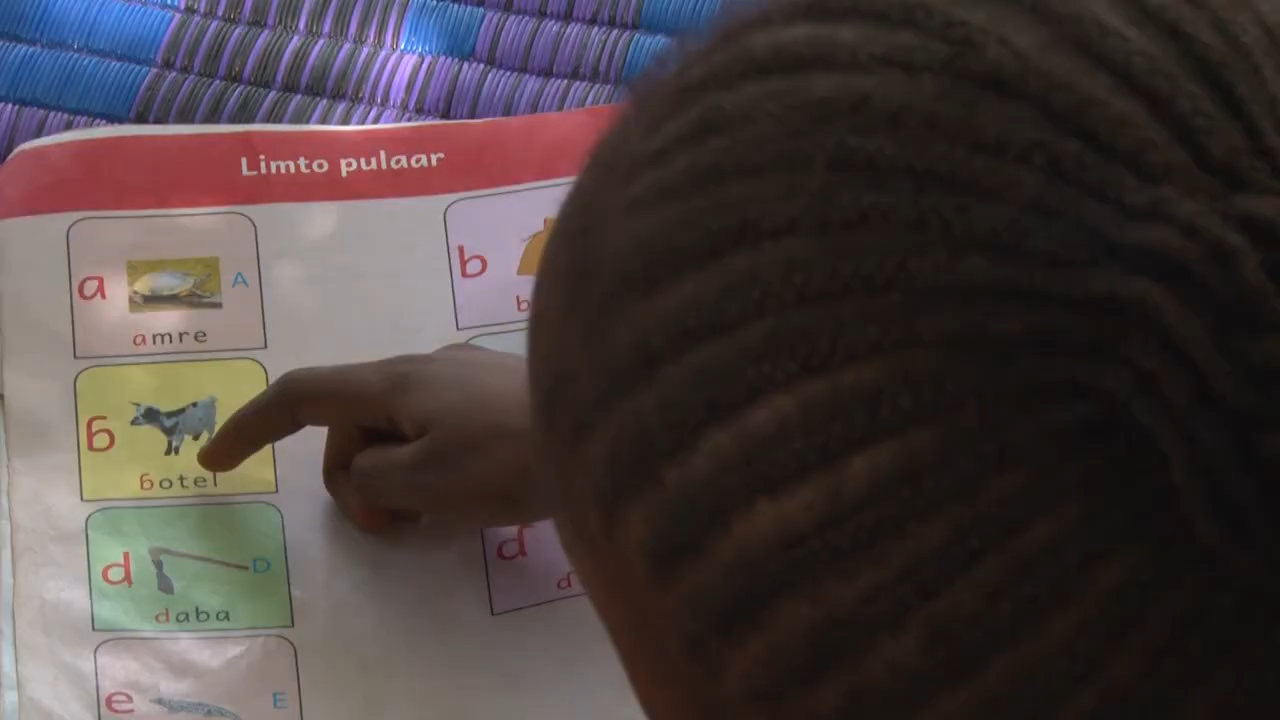 Limto pulaar
a A
amre
b
b
ɓ
ɓotel
d D
daba
ɗ
ɗ
e E